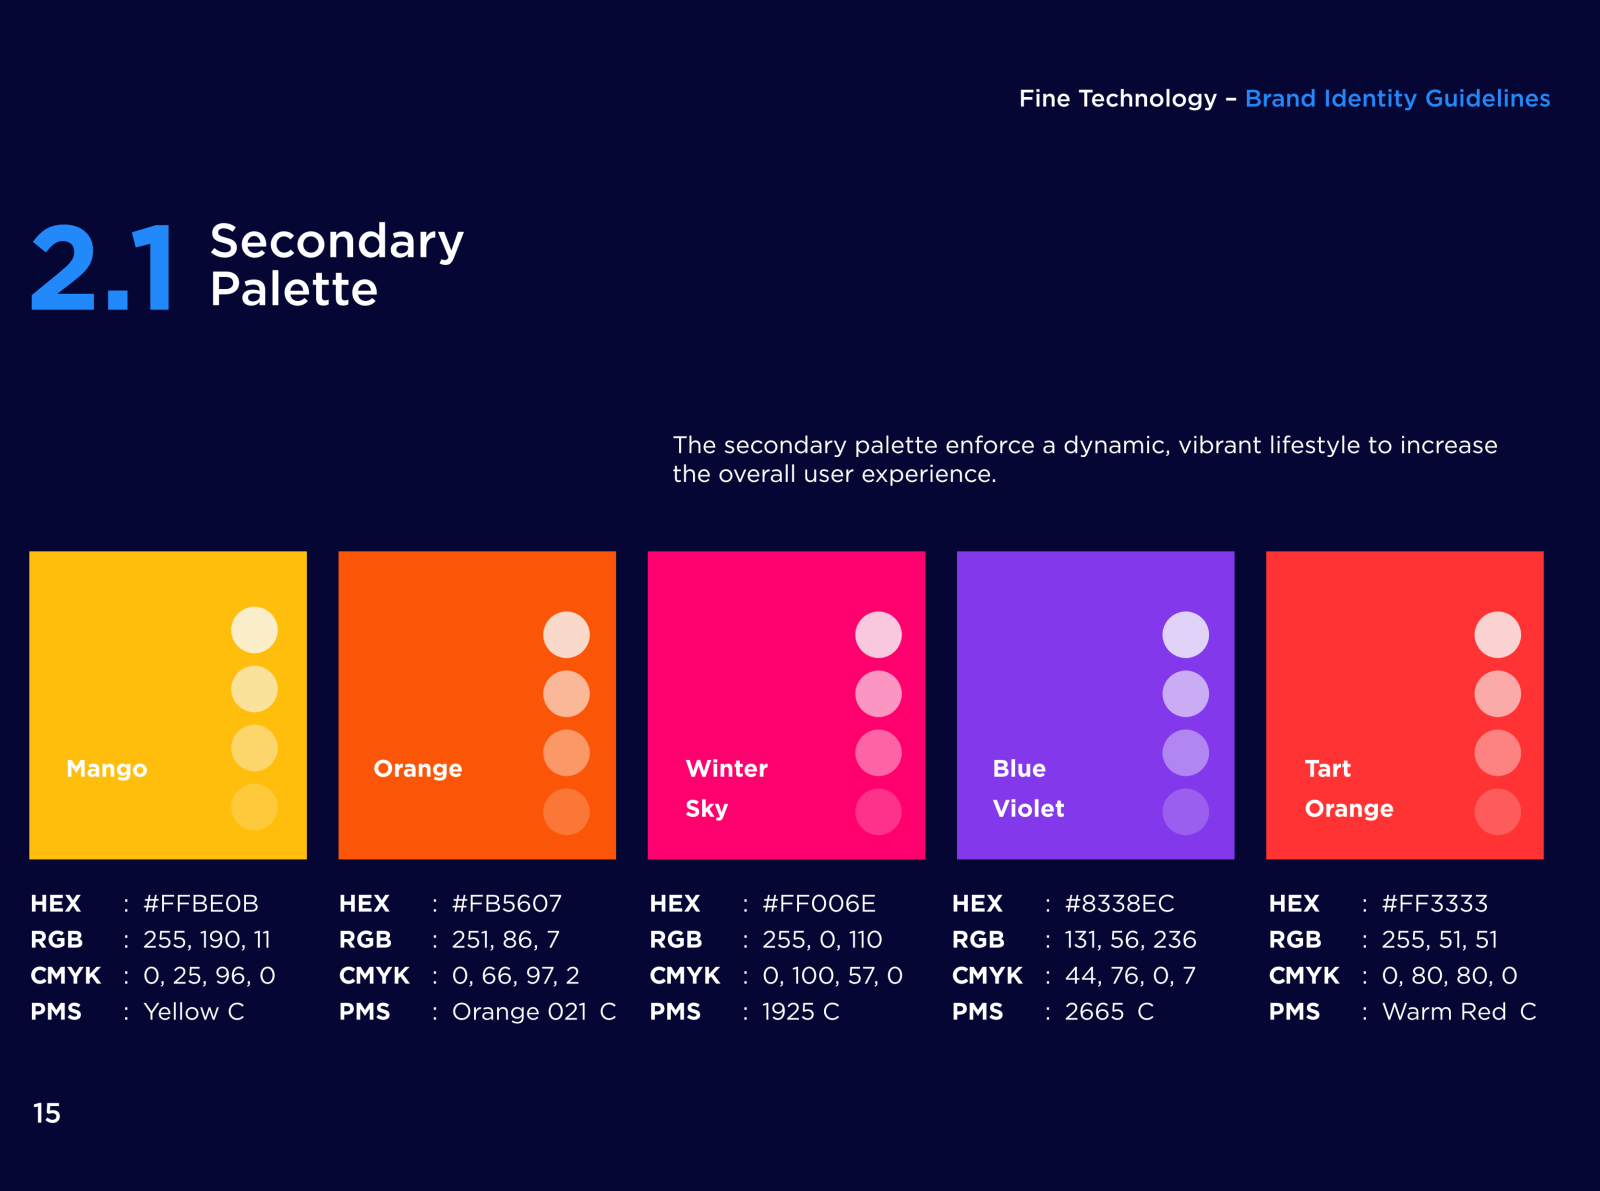 Fine Technology – Brand Identity Guidelines
2.1 Secondary
Palette
The secondary palette enforce a dynamic, vibrant lifestyle to increase
the overall user experience.
Mango
Orange
Winter
Sky
Blue
Violet
Tart
Orange
HEX : #FFBE0B
RGB : 255, 190, 11
CMYK : 0, 25, 96, 0
PMS : Yellow C
HEX : #FB5607
RGB : 251, 86, 7
CMYK : 0, 66, 97, 2
PMS : Orange 021 C
HEX : #FF006E
RGB : 255, 0, 110
CMYK : 0, 100, 57, 0
PMS : 1925 C
HEX : #8338EC
RGB : 131, 56, 236
CMYK : 44, 76, 0, 7
PMS : 2665 C
HEX : #FF3333
RGB : 255, 51, 51
CMYK : 0, 80, 80, 0
PMS : Warm Red C
15